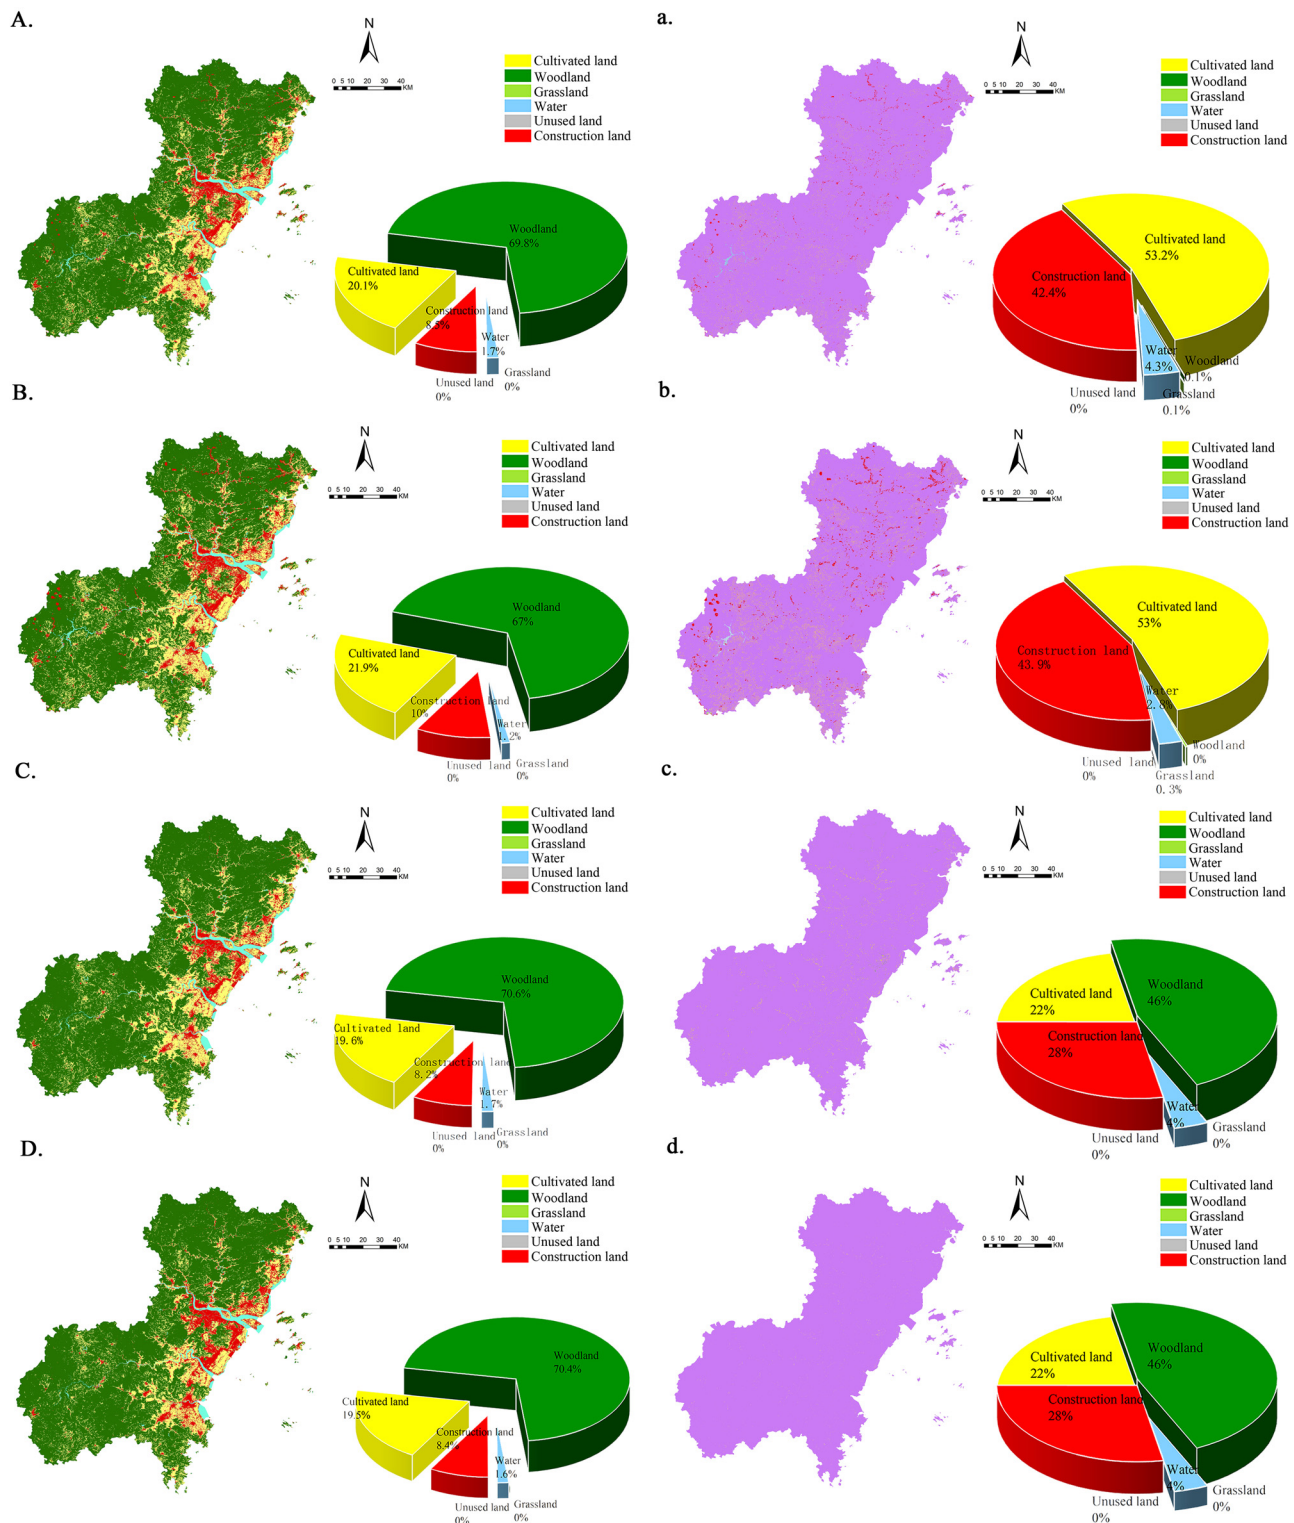 A.
N
0 5 10 20 30 40
KM
Cultivated land
Woodland
Grassland
Water
Unused land
Construction land
Woodland
69.8%
Cultivated land
20.1%
Construction land
8.5%
Water
1.7%
Grassland
0%
Unused land
0%
a.
N
0 5 10 20 30 40
KM
Cultivated land
Woodland
Grassland
Water
Unused land
Construction land
Cultivated land
53.2%
Construction land
42.4%
Water
4.3%
Woodland
0.1%
Grassland
0.1%
Unused land
0%
B.
N
0 5 10 20 30 40
KM
Cultivated land
Woodland
Grassland
Water
Unused land
Construction land
Woodland
67%
Cultivated land
21.9%
Construction land
10%
Water
1.2%
Unused land
0%
Grassland
0%
b.
N
0 5 10 20 30 40
KM
Cultivated land
Woodland
Grassland
Water
Unused land
Construction land
Cultivated land
53%
Construction land
43.9%
Water
2.8%
Woodland
0%
Unused land
0%
Grassland
0.3%
C.
N
0 5 10 20 30 40
KM
Cultivated land
Woodland
Grassland
Water
Unused land
Construction land
Woodland
70.6%
Cultivated land
19.6%
Construction land
8.2%
Water
1.7%
Unused land
0%
Grassland
0%
c.
N
0 5 10 20 30 40
KM
Cultivated land
Woodland
Grassland
Water
Unused land
Construction land
Woodland
46%
Cultivated land
22%
Construction land
28%
Water
4%
Grassland
0%
Unused land
0%
D.
N
0 5 10 20 30 40
KM
Cultivated land
Woodland
Grassland
Water
Unused land
Construction land
Woodland
70.4%
Cultivated land
19.5%
Construction land
8.4%
Water
1.6%
Grassland
0%
Unused land
0%
d.
N
0 5 10 20 30 40
KM
Cultivated land
Woodland
Grassland
Water
Unused land
Construction land
Woodland
46%
Cultivated land
22%
Construction land
28%
Water
4%
Grassland
0%
Unused land
0%